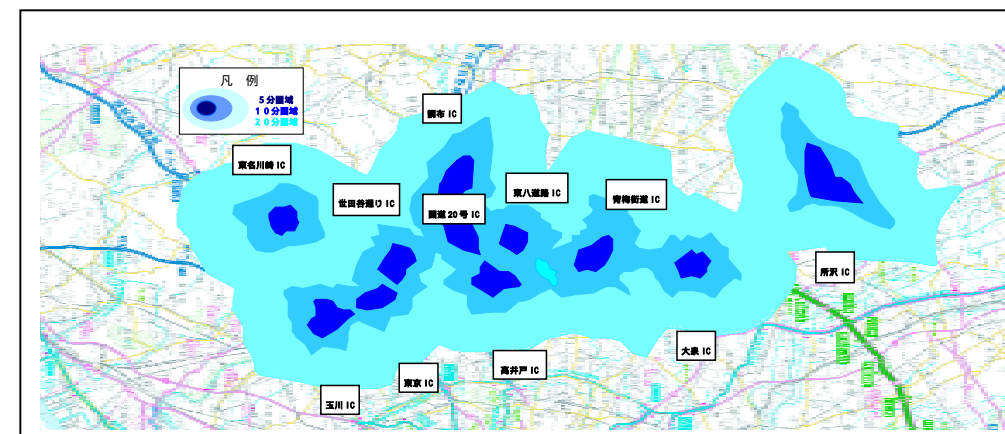 凡 例
5分圏域
10分圏域
20分圏域
調布 IC
東名川崎 IC
世田谷通り IC
国道20号 IC
東八道路 IC
青梅街道 IC
所沢 IC
大泉 IC
高井戸 IC
東京 IC
玉川 IC